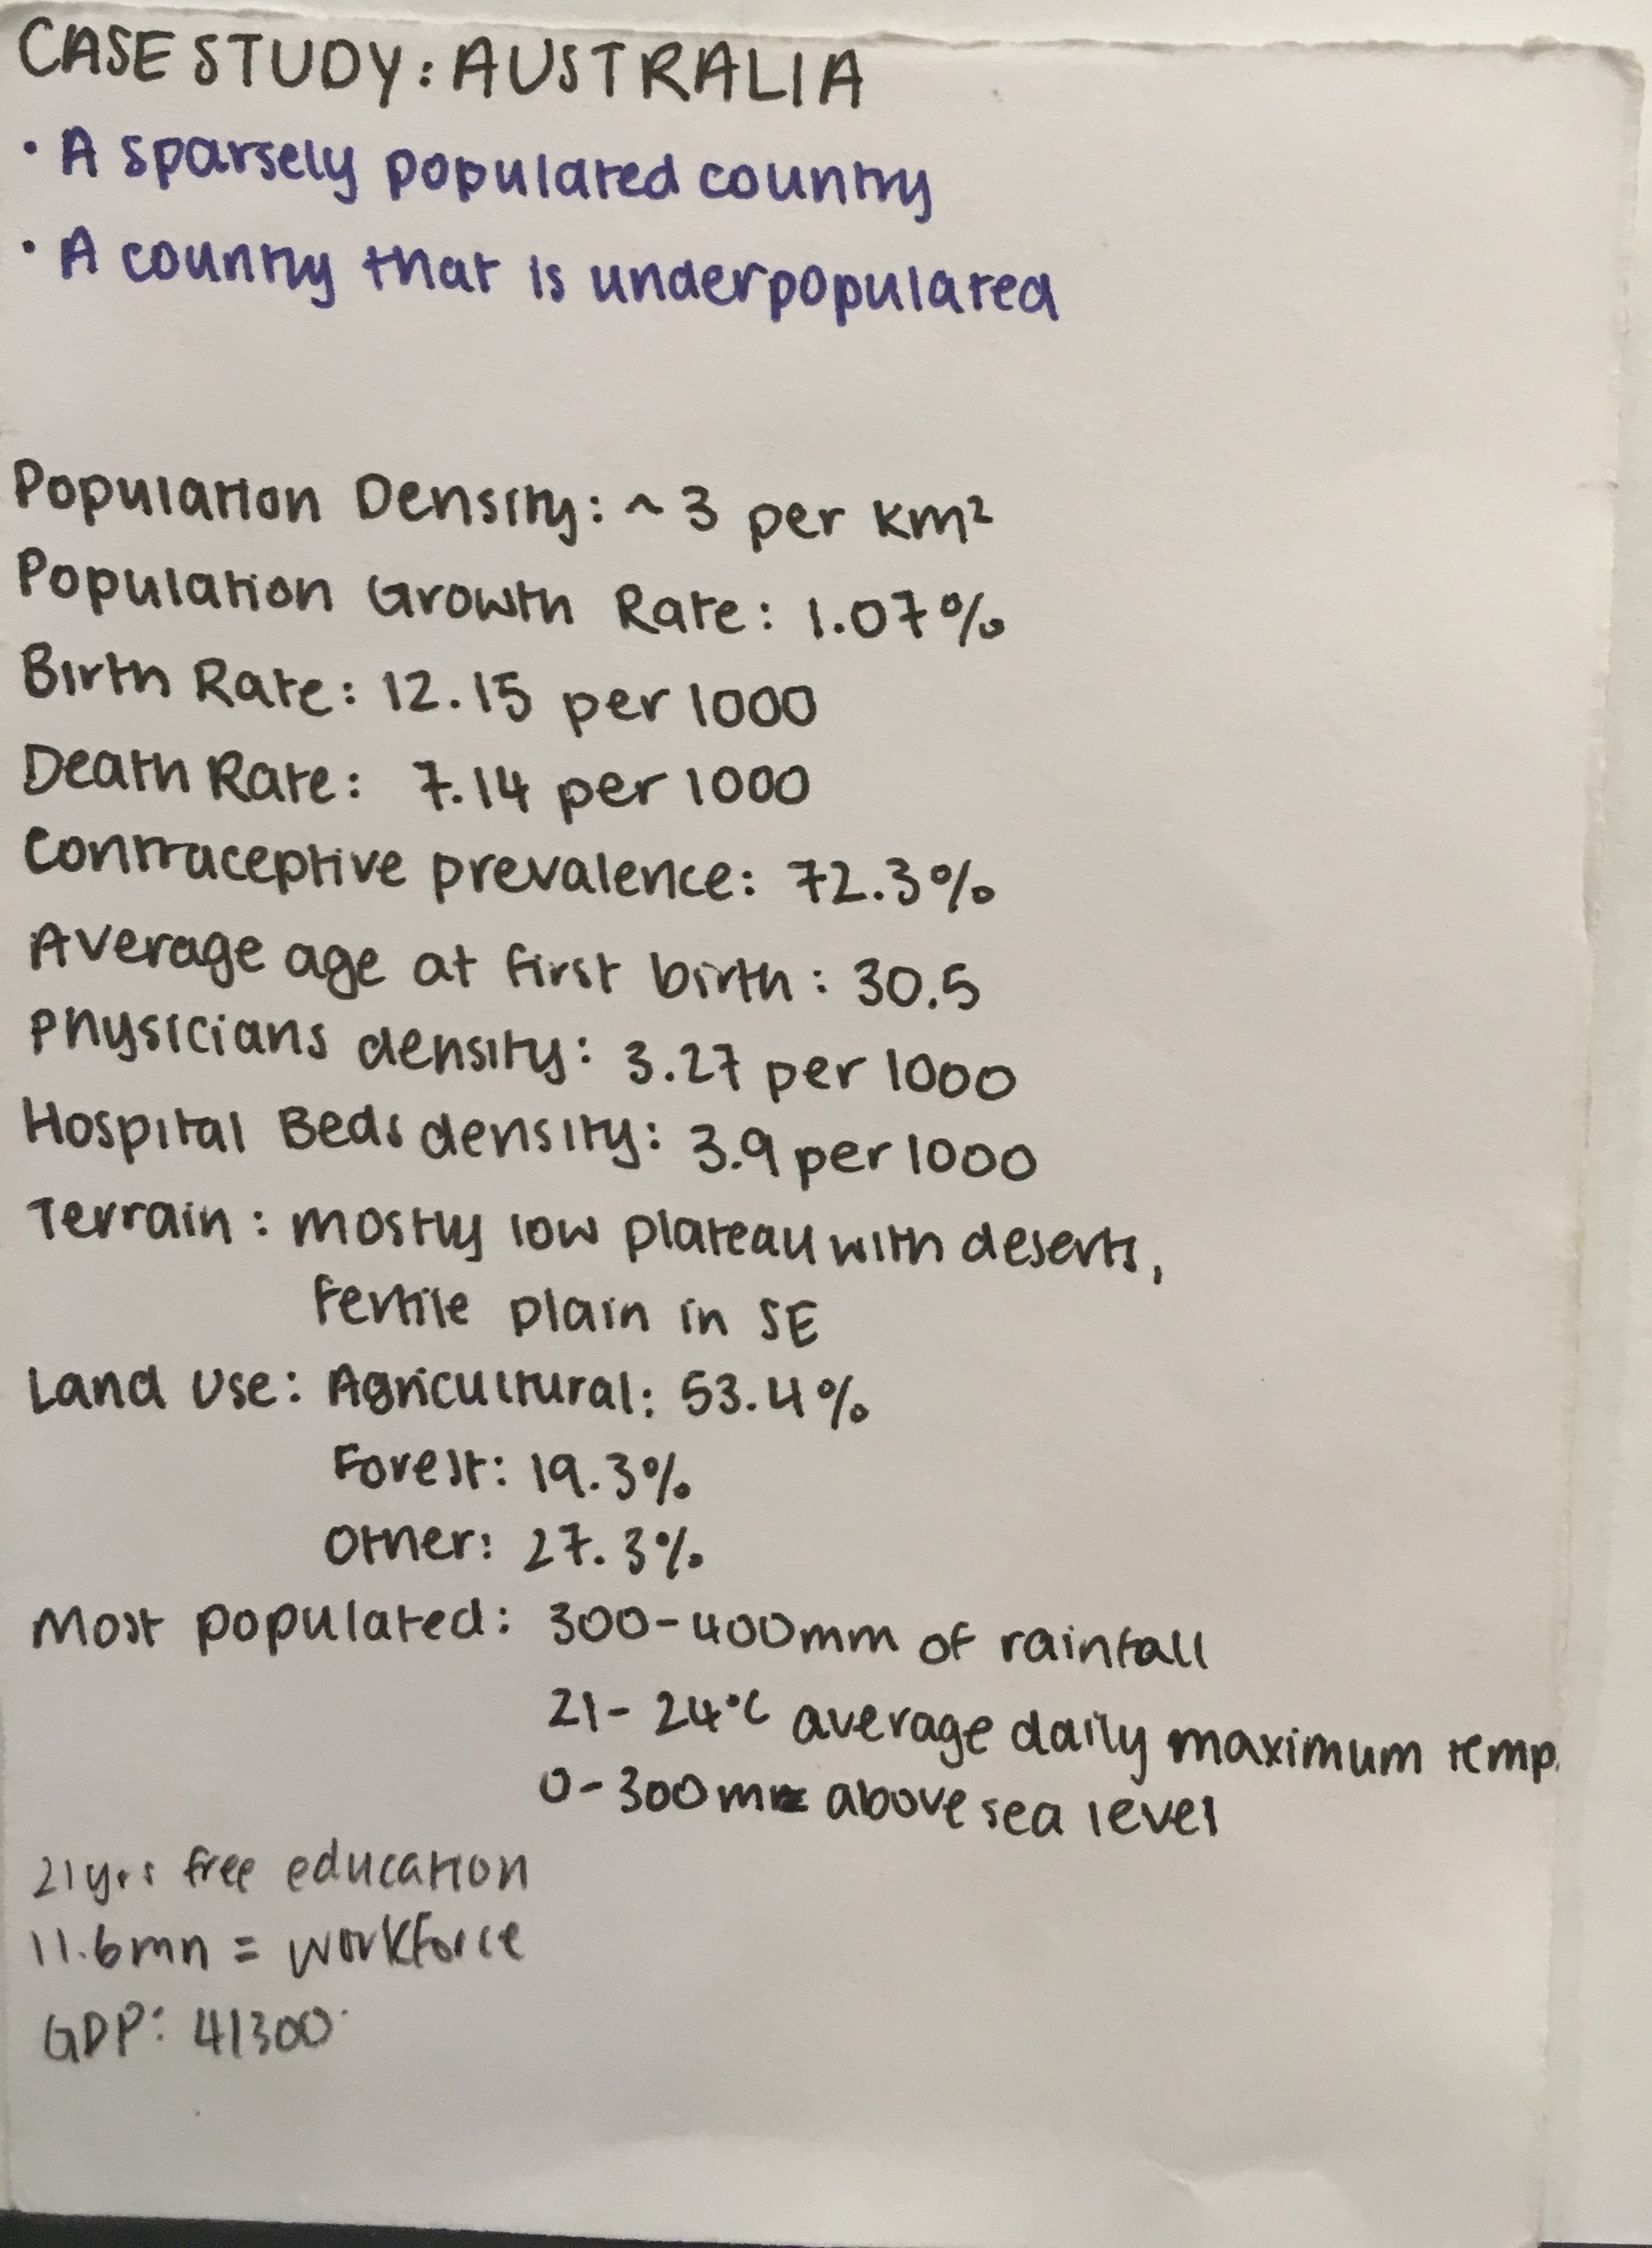 CASE STUDY: AUSTRALIA
• A sparsely populated country
• A country that is underpopulated
Population Density: ~3 per km²
Population Growth Rate: 1.07%
Birth Rate: 12.15 per 1000
Death Rate: 7.14 per 1000
Contraceptive prevalence: 72.3%
Average age at first birth: 30.5
Physicians density: 3.27 per 1000
Hospital Beds density: 3.9 per 1000
Terrain: mostly low plateau with deserts,
fertile plain in SE
Land Use: Agricultural: 53.4%
Forest: 19.3%
Other: 27.3%
Most populated: 300-400mm of rainfall
21-24°C average daily maximum temp.
0-300m above sea level
21yrs free education
11.6mn = workforce
GDP: 41300